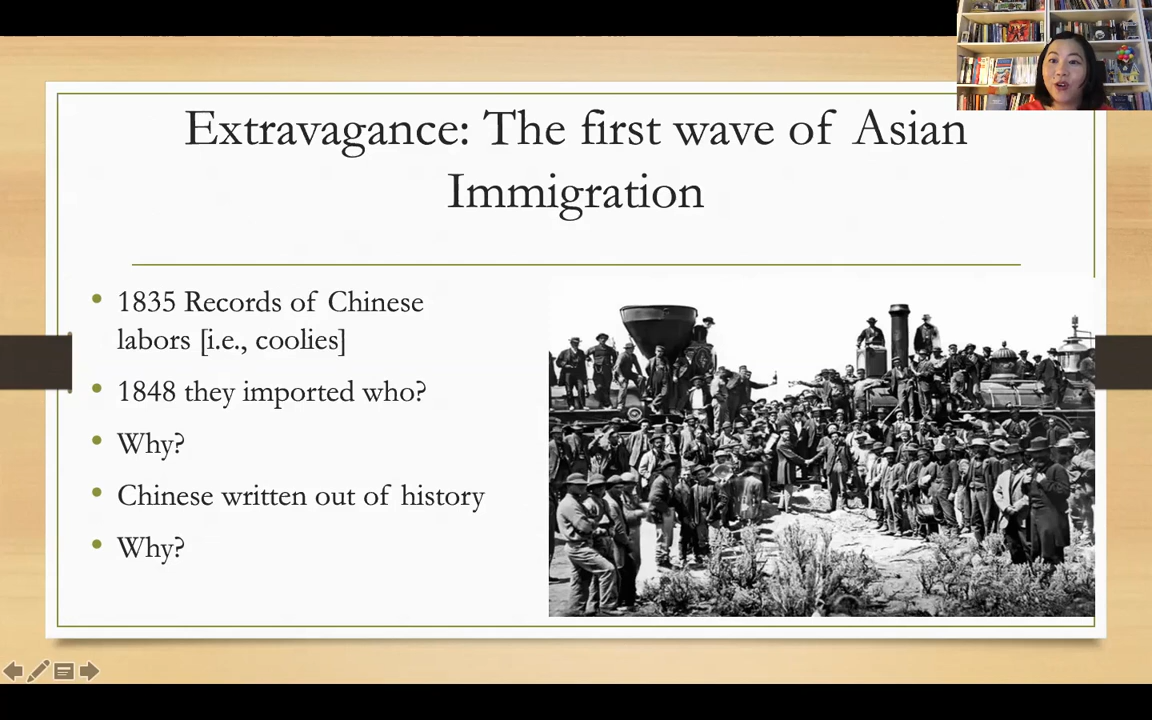 Extravagance: The first wave of Asian
Immigration
• 1835 Records of Chinese
labors [i.e., coolies]
• 1848 they imported who?
• Why?
• Chinese written out of history
• Why?